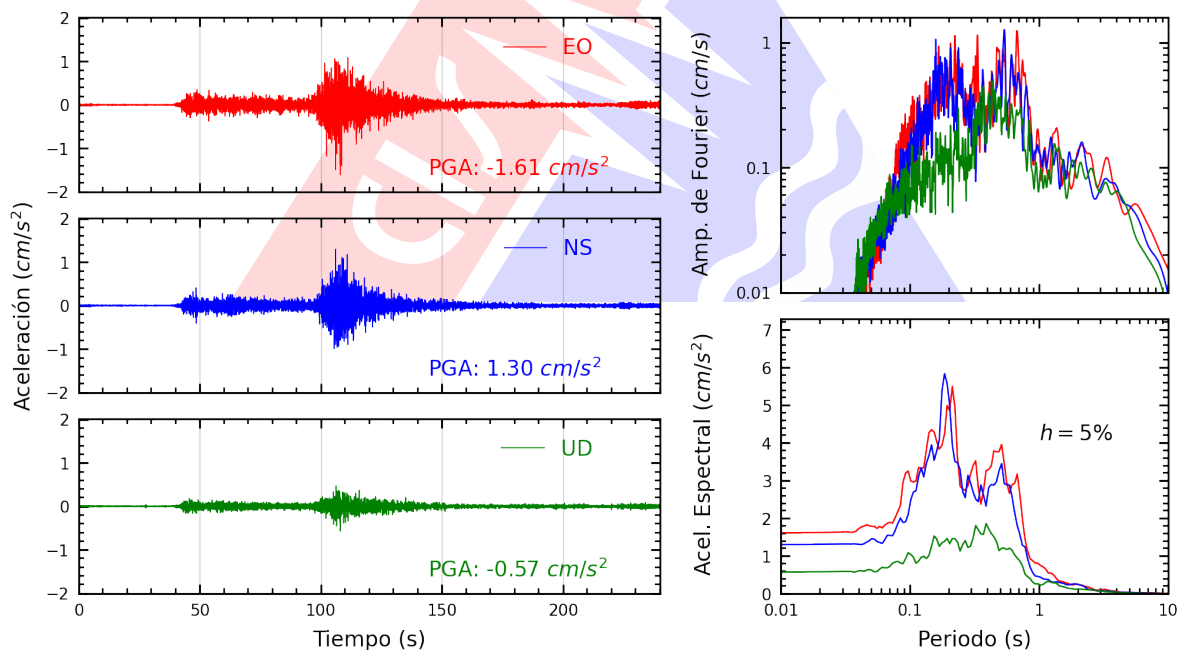 Aceleración (cm/s²)
2
1
0
−1
−2
EO
PGA: -1.61 cm/s²
2
1
0
−1
−2
NS
PGA: 1.30 cm/s²
2
1
0
−1
−2
UD
PGA: -0.57 cm/s²
0 50 100 150 200
Tiempo (s)
Amp. de Fourier (cm/s)
1
0.1
0.01
Acel. Espectral (cm/s²)
7
6
5
4
3
2
1
0
h = 5%
0.01 0.1 1 10
Periodo (s)